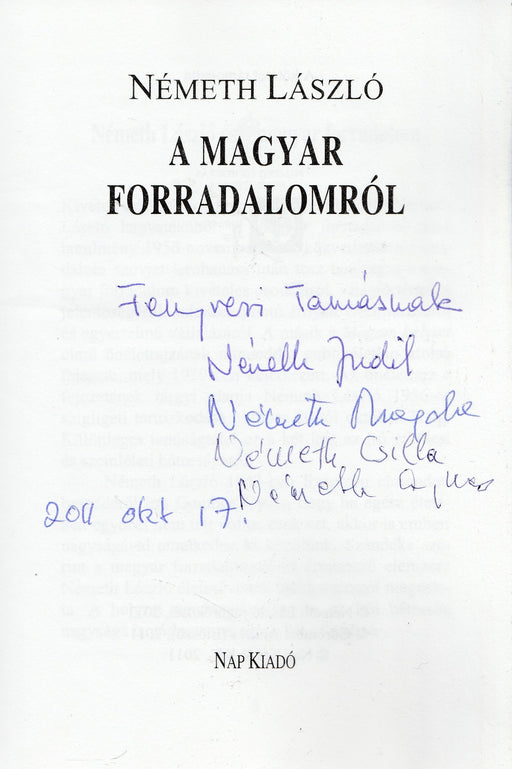 NÉMETH LÁSZLÓ
A MAGYAR
FORRADALOMRÓL
Fenyvesi Tamásnak
Németh Judit
Németh Magda
Németh Csilla
Németh Ágnes
2011 okt 17.
NAP KIADÓ